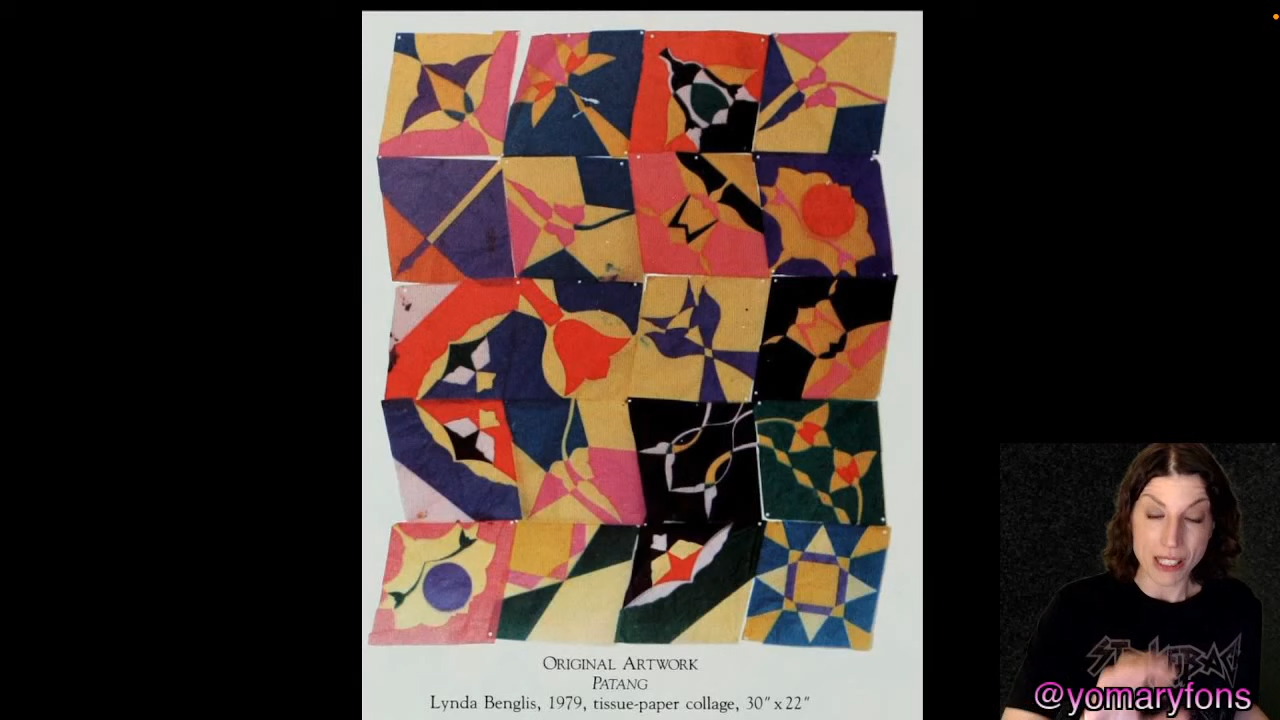 ORIGINAL ARTWORK
PATANG
Lynda Benglis, 1979, tissue-paper collage, 30" x 22"
@yomaryfons